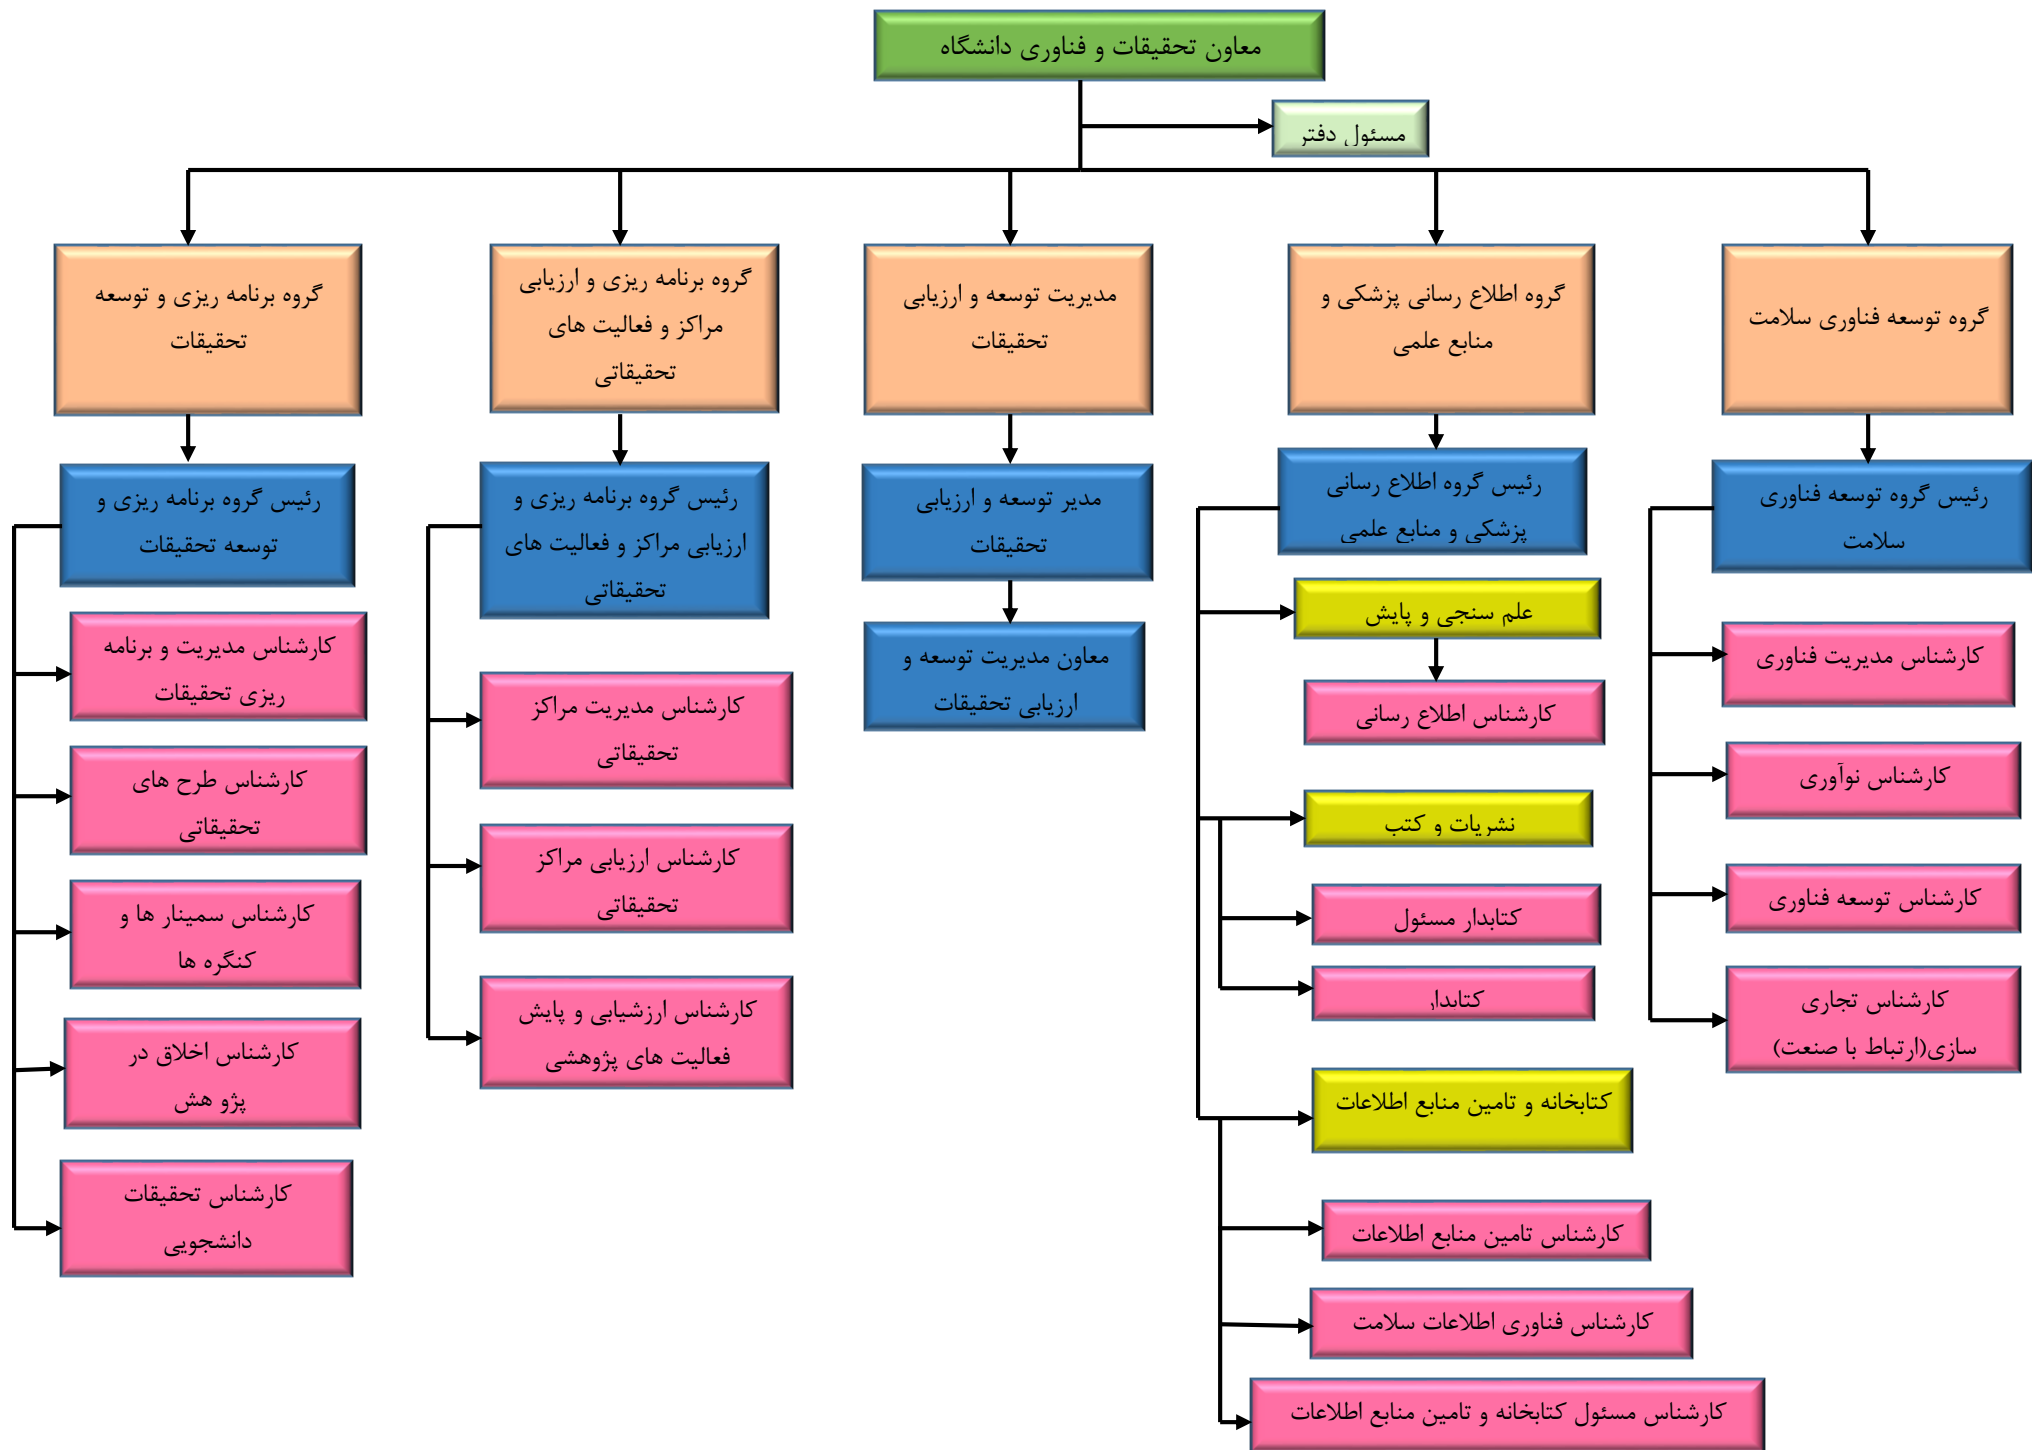 معاون تحقیقات و فناوری دانشگاه
مسئول دفتر
گروه توسعه فناوری سلامت
رئیس گروه توسعه فناوری
سلامت
کارشناس مدیریت فناوری
کارشناس نوآوری
کارشناس توسعه فناوری
کارشناس تجاری
سازی(ارتباط با صنعت)
گروه اطلاع رسانی پزشکی و
منابع علمی
رئیس گروه اطلاع رسانی
پزشکی و منابع علمی
علم سنجی و پایش
کارشناس اطلاع رسانی
نشریات و کتب
کتابدار مسئول
کتابدار
کتابخانه و تامین منابع اطلاعات
کارشناس تامین منابع اطلاعات
کارشناس فناوری اطلاعات سلامت
کارشناس مسئول کتابخانه و تامین منابع اطلاعات
مدیریت توسعه و ارزیابی
تحقیقات
مدیر توسعه و ارزیابی
تحقیقات
معاون مدیریت توسعه و
ارزیابی تحقیقات
گروه برنامه ریزی و ارزیابی
مراکز و فعالیت های
تحقیقاتی
رئیس گروه برنامه ریزی و
ارزیابی مراکز و فعالیت های
تحقیقاتی
کارشناس مدیریت مراکز
تحقیقاتی
کارشناس ارزیابی مراکز
تحقیقاتی
کارشناس ارزشیابی و پایش
فعالیت های پژوهشی
گروه برنامه ریزی و توسعه
تحقیقات
رئیس گروه برنامه ریزی و
توسعه تحقیقات
کارشناس مدیریت و برنامه
ریزی تحقیقات
کارشناس طرح های
تحقیقاتی
کارشناس سمینار ها و
کنگره ها
کارشناس اخلاق در
پژو هش
کارشناس تحقیقات
دانشجویی